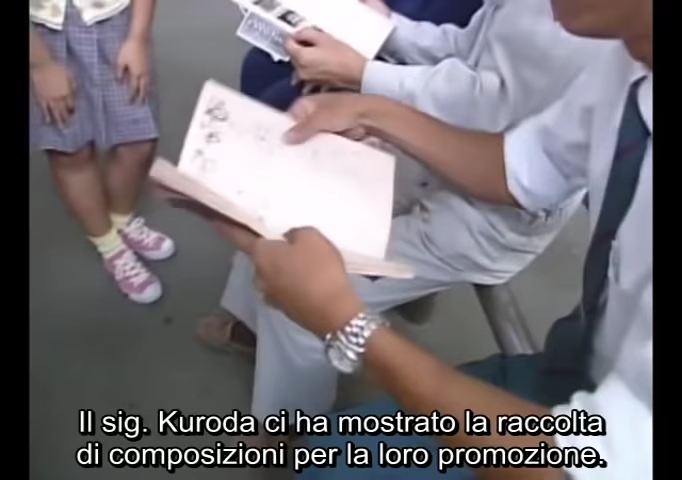 Il sig. Kuroda ci ha mostrato la raccolta
di composizioni per la loro promozione.